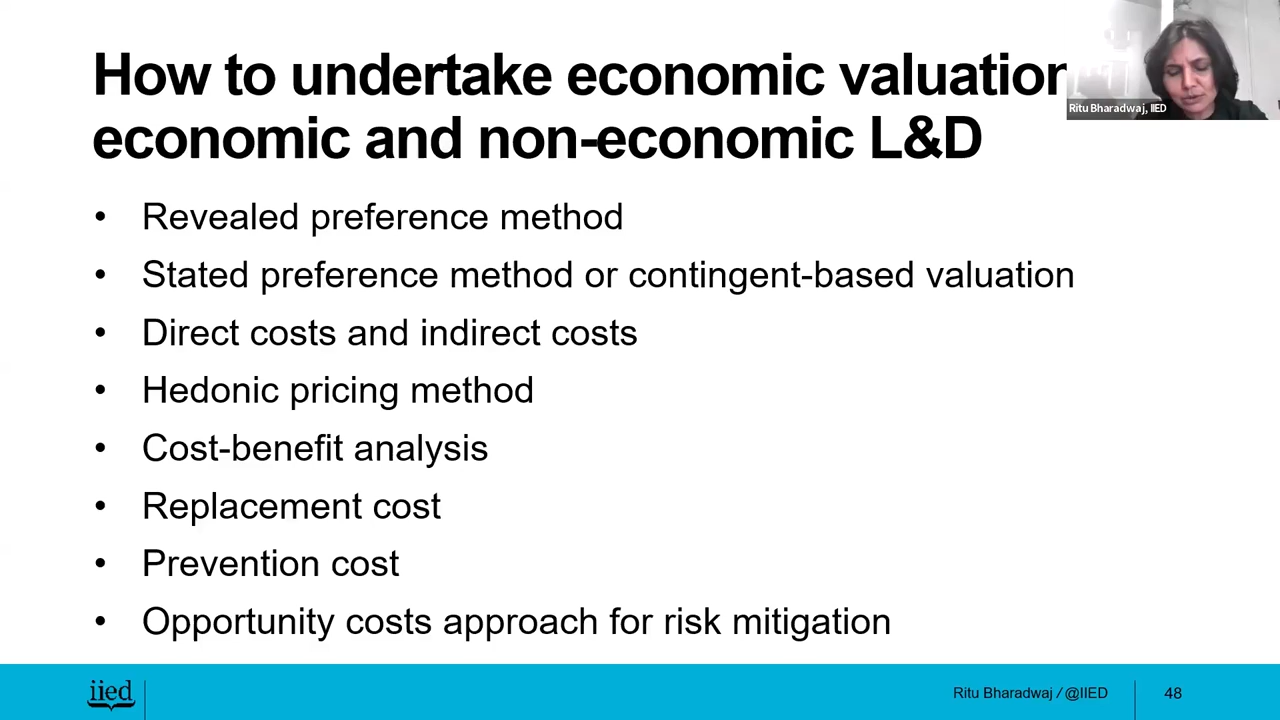 How to undertake economic valuation
economic and non-economic L&D
Ritu Bharadwaj, IIED
• Revealed preference method
• Stated preference method or contingent-based valuation
• Direct costs and indirect costs
• Hedonic pricing method
• Cost-benefit analysis
• Replacement cost
• Prevention cost
• Opportunity costs approach for risk mitigation
iied
Ritu Bharadwaj / @IIED
48